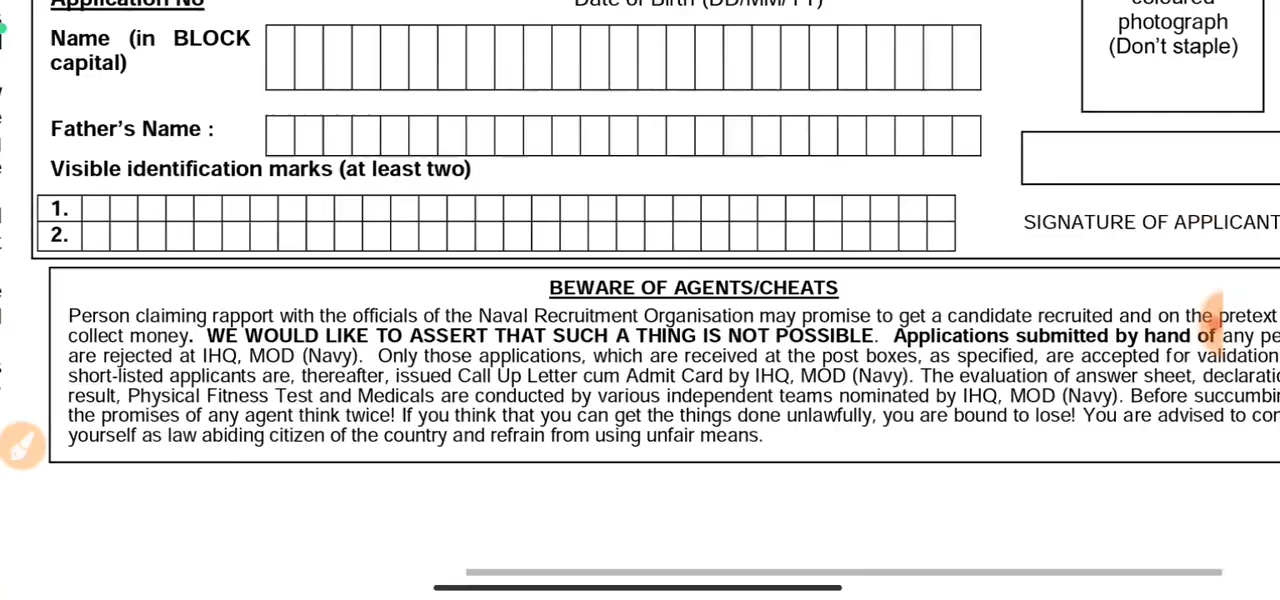 Application No
Date of Birth (DD/MM/YY)
coloured
photograph
(Don't staple)
Name (in BLOCK
capital)
Father's Name :
Visible identification marks (at least two)
1.
2.
SIGNATURE OF APPLICANT
BEWARE OF AGENTS/CHEATS
Person claiming rapport with the officials of the Naval Recruitment Organisation may promise to get a candidate recruited and on the pretext
collect money. WE WOULD LIKE TO ASSERT THAT SUCH A THING IS NOT POSSIBLE. Applications submitted by hand of any
are rejected at IHQ, MOD (Navy). Only those applications, which are received at the post boxes, as specified, are accepted for validation
short-listed applicants are, thereafter, issued Call Up Letter cum Admit Card by IHQ, MOD (Navy). The evaluation of answer sheet,
result, Physical Fitness Test and Medicals are conducted by various independent teams nominated by IHQ, MOD (Navy). Before
the promises of any agent think twice! If you think that you can get the things done unlawfully, you are bound to lose! You are advised to
yourself as law abiding citizen of the country and refrain from using unfair means.